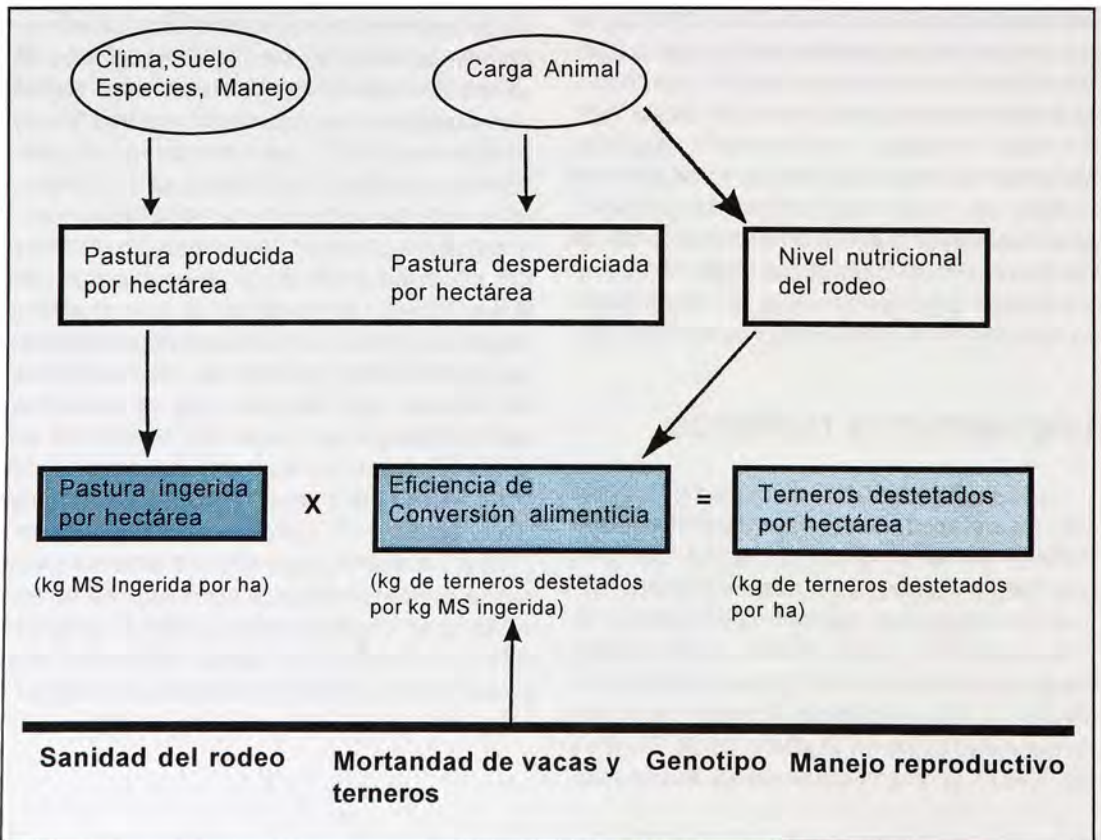 Clima,Suelo
Especies, Manejo
Carga Animal
Pastura producida
por hectárea
Pastura desperdiciada
por hectárea
Nivel nutricional
del rodeo
Pastura ingerida
por hectárea
X
Eficiencia de
Conversión alimenticia
=
Terneros destetados
por hectárea
(kg MS Ingerida por ha)
(kg de terneros destetados
por kg MS ingerida)
(kg de terneros destetados
por ha)
Sanidad del rodeo
Mortandad de vacas y
terneros
Genotipo
Manejo reproductivo